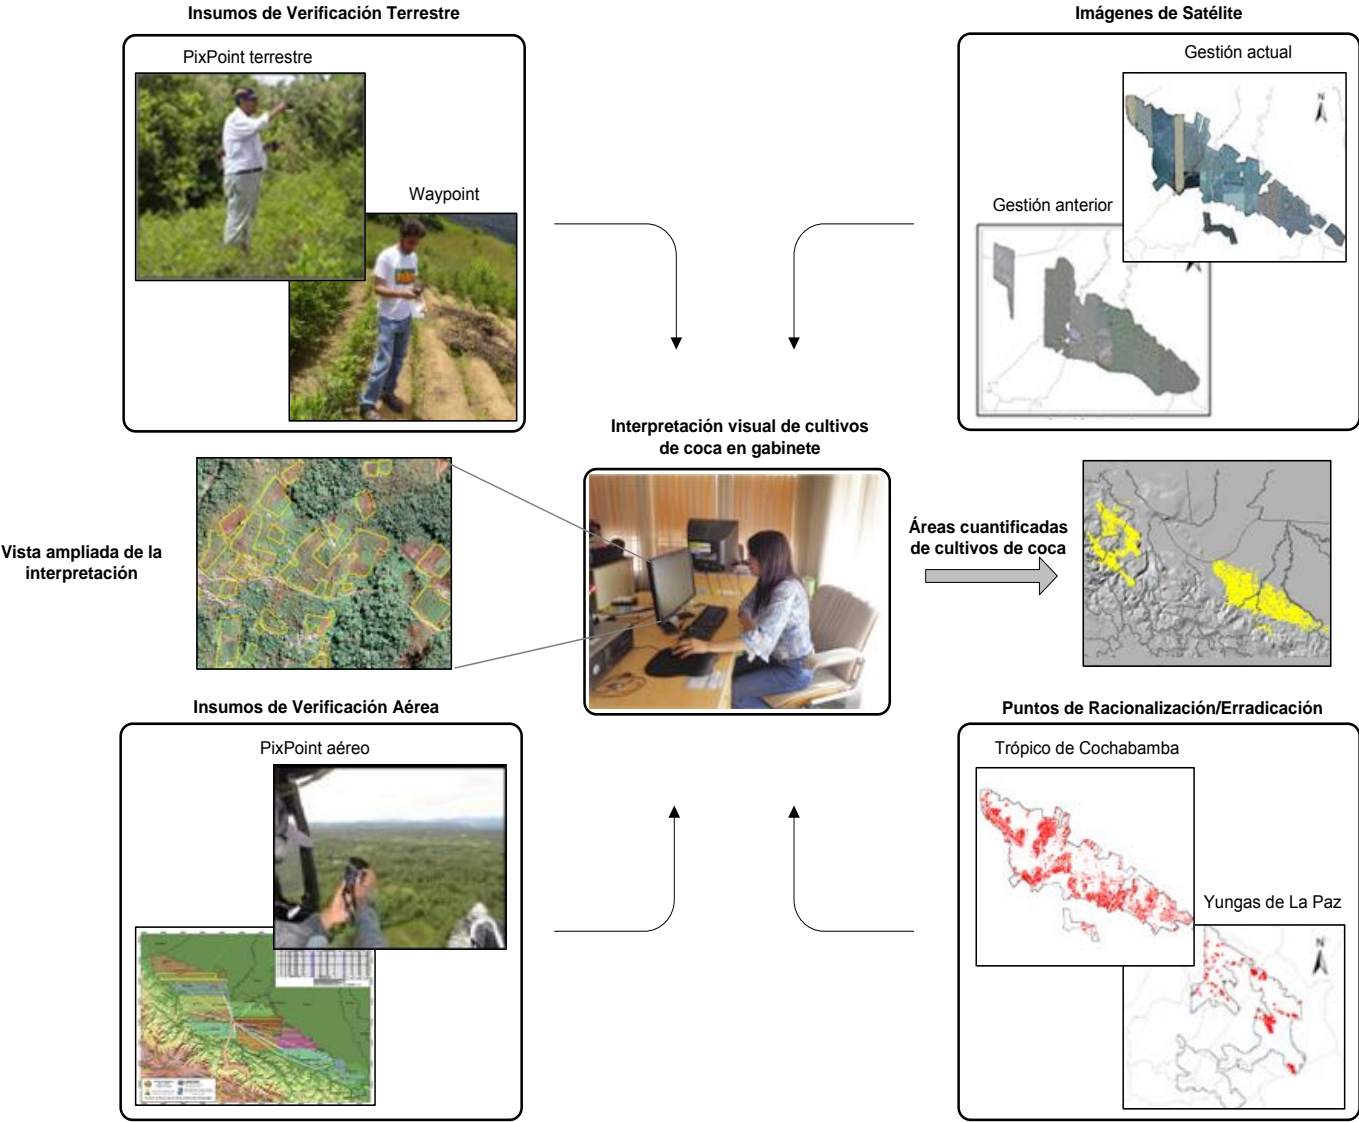 Insumos de Verificación Terrestre
PixPoint terrestre
Waypoint
Imágenes de Satélite
Gestión actual
N
Gestión anterior
Interpretación visual de cultivos
de coca en gabinete
Vista ampliada de la
interpretación
Áreas cuantificadas
de cultivos de coca
Insumos de Verificación Aérea
PixPoint aéreo
Puntos de Racionalización/Erradicación
Trópico de Cochabamba
Yungas de La Paz
N